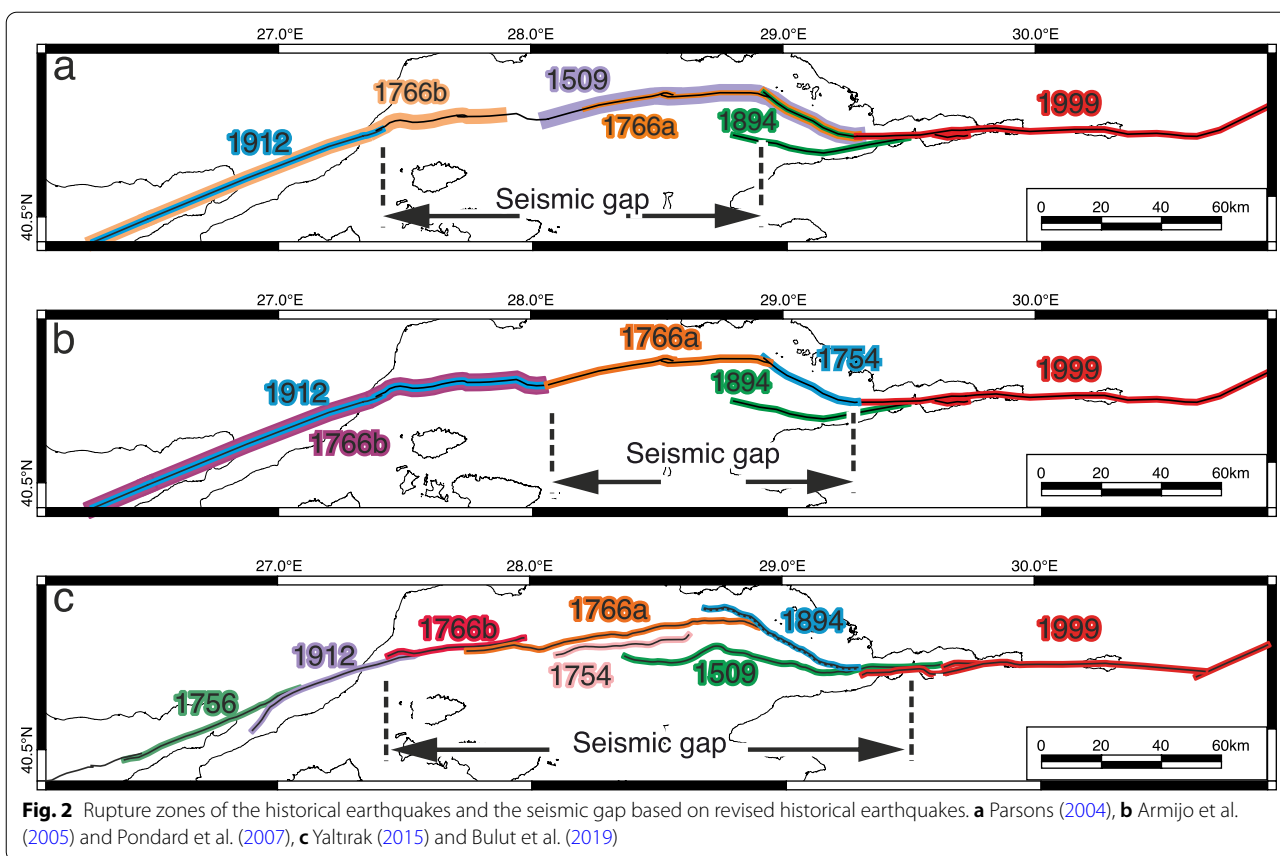 27.0°E 28.0°E 29.0°E 30.0°E
a
1766b
1509
1912
1766a
1894
1999
Seismic gap
40.5°N
0 20 40 60km
27.0°E 28.0°E 29.0°E 30.0°E
b
1766a
1754
1912
1894
1999
1766b
Seismic gap
40.5°N
0 20 40 60km
27.0°E 28.0°E 29.0°E 30.0°E
c
1766a
1766b
1894
1999
1912
1754
1509
1756
Seismic gap
40.5°N
0 20 40 60km
Fig. 2 Rupture zones of the historical earthquakes and the seismic gap based on revised historical earthquakes. a Parsons (2004), b Armijo et al.
(2005) and Pondard et al. (2007), c Yaltırak (2015) and Bulut et al. (2019)